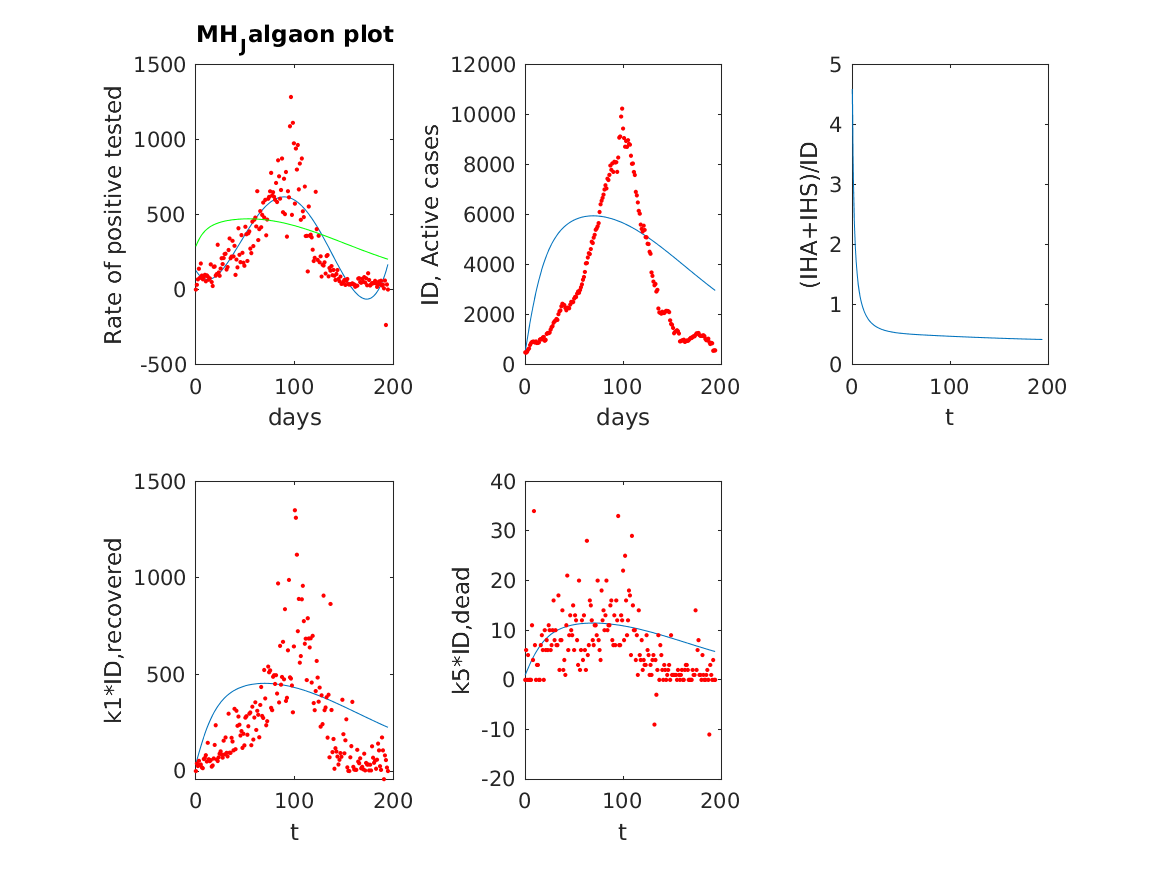 MH_Jalgaon plot
1500
1000
500
0
-500
0 100 200
days
Rate of positive tested
12000
10000
8000
6000
4000
2000
0
0 100 200
days
ID, Active cases
5
4
3
2
1
0
0 100 200
t
(IHA+IHS)/ID
1500
1000
500
0
0 100 200
t
k1*ID,recovered
40
30
20
10
0
-10
-20
0 100 200
t
k5*ID,dead